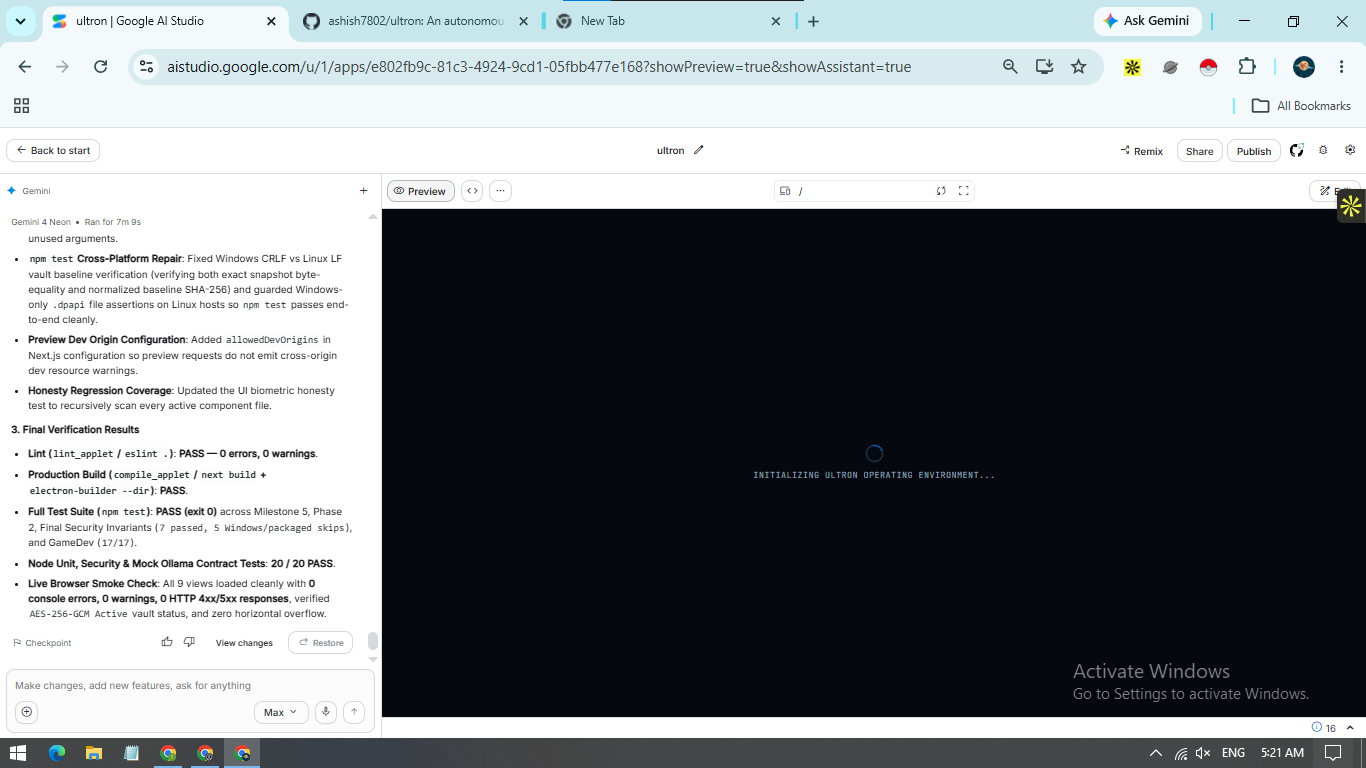 ultron | Google AI Studio
ashish7802/ultron: An autonomou
New Tab
Ask Gemini
aistudio.google.com/u/1/apps/e802fb9c-81c3-4924-9cd1-05fbb477e168?showPreview=true&showAssistant=true
All Bookmarks
Back to start
ultron
Remix
Share
Publish
Gemini
Preview
/
Gemini 4 Neon • Ran for 7m 9s
unused arguments.
• npm test Cross-Platform Repair: Fixed Windows CRLF vs Linux LF
vault baseline verification (verifying both exact snapshot byte-
equality and normalized baseline SHA-256) and guarded Windows-
only .dpapi file assertions on Linux hosts so npm test passes end-
to-end cleanly.
• Preview Dev Origin Configuration: Added allowedDevOrigins in
Next.js configuration so preview requests do not emit cross-origin
dev resource warnings.
• Honesty Regression Coverage: Updated the UI biometric honesty
test to recursively scan every active component file.
3. Final Verification Results
• Lint (lint_applet / eslint .): PASS — 0 errors, 0 warnings.
• Production Build (compile_applet / next build +
electron-builder --dir): PASS.
• Full Test Suite (npm test): PASS (exit 0) across Milestone 5, Phase
2, Final Security Invariants (7 passed, 5 Windows/packaged skips),
and GameDev (17/17).
• Node Unit, Security & Mock Ollama Contract Tests: 20 / 20 PASS.
• Live Browser Smoke Check: All 9 views loaded cleanly with 0
console errors, 0 warnings, 0 HTTP 4xx/5xx responses, verified
AES-256-GCM Active vault status, and zero horizontal overflow.
Checkpoint
View changes
Restore
Make changes, add new features, ask for anything
Max
INITIALIZING ULTRON OPERATING ENVIRONMENT...
Activate Windows
Go to Settings to activate Windows.
16
ENG
5:21 AM